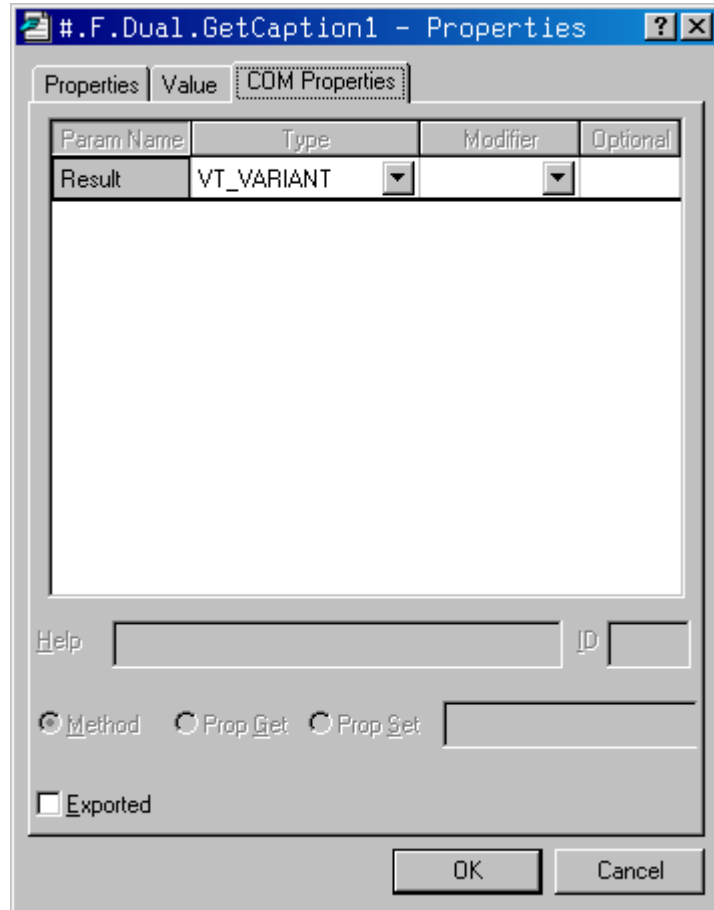 #.F.Dual.GetCaption1 - Properties
Properties Value COM Properties
Param Name Type Modifier Optional
Result VT_VARIANT
Help ID
Method Prop Get Prop Set
Exported
OK Cancel